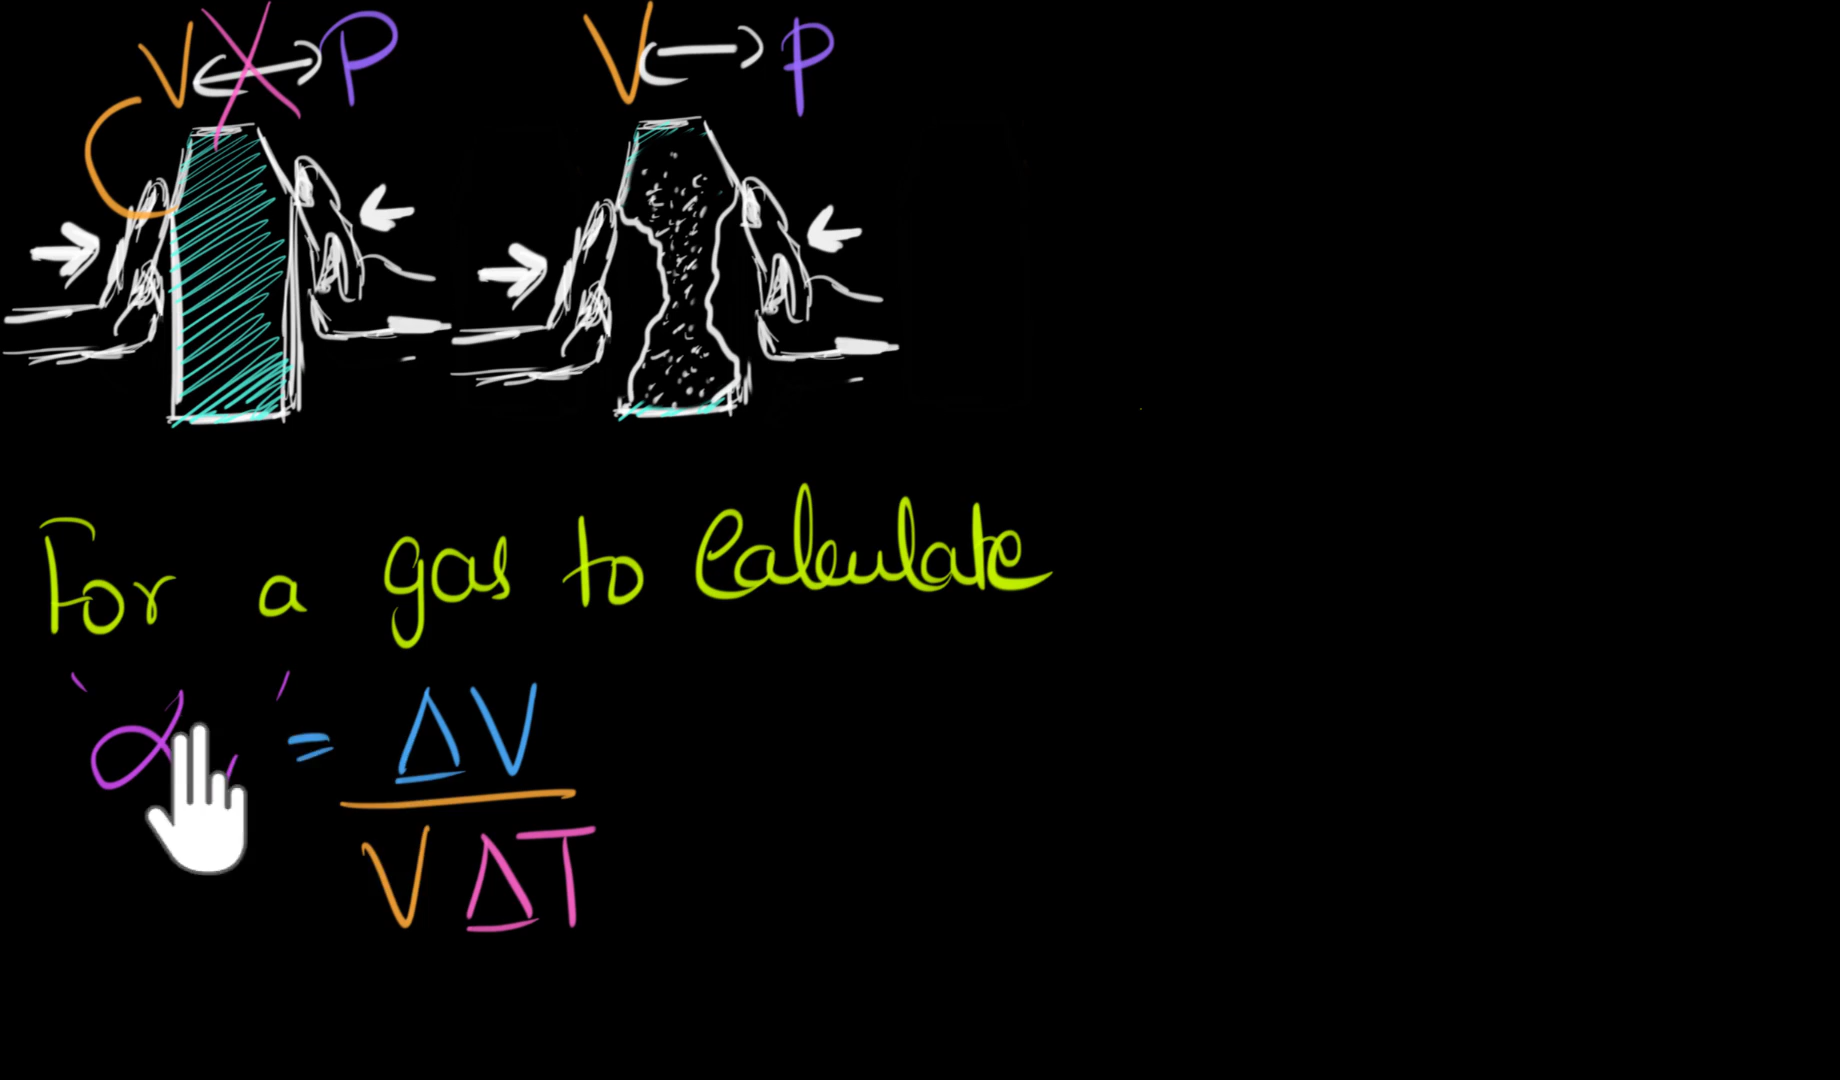 V ↔ P V ↔ P
For a gas to Calculate
‘α ’ = ΔV
V ΔT